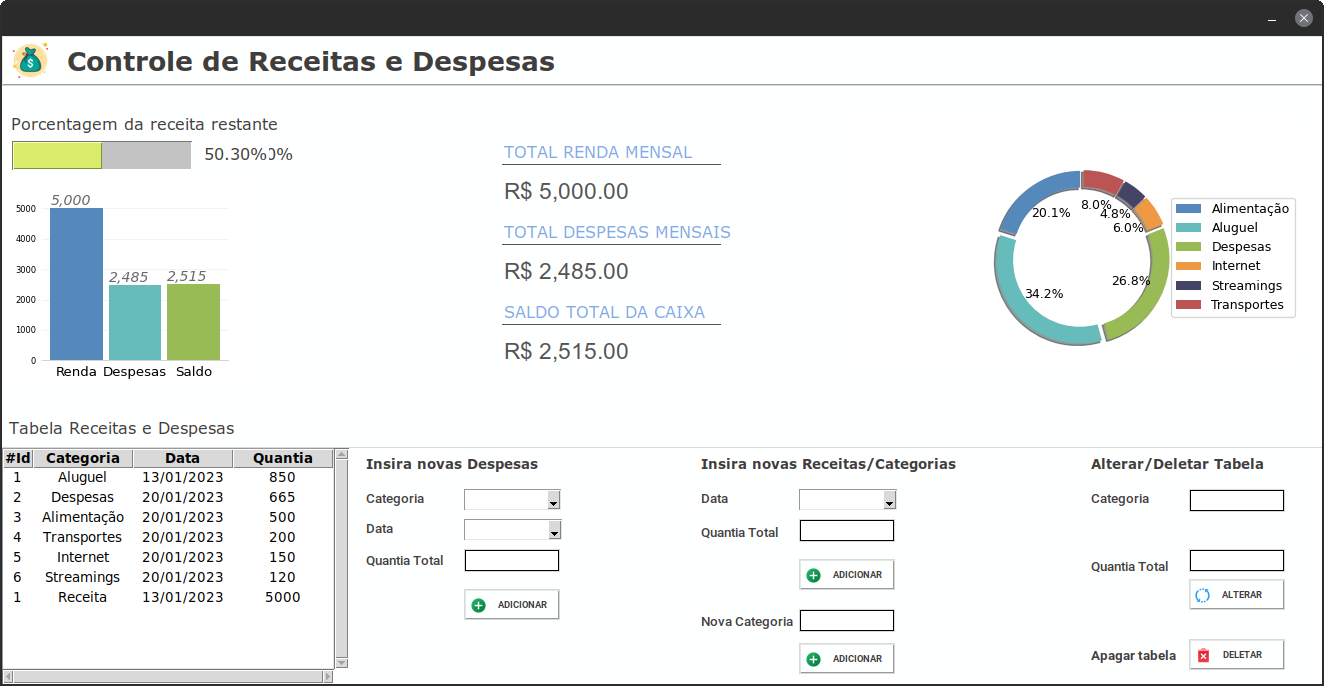 Controle de Receitas e Despesas
Porcentagem da receita restante
50.30%0%
5,000
2,485
2,515
5000
4000
3000
2000
1000
0
Renda Despesas Saldo
TOTAL RENDA MENSAL
R$ 5,000.00
TOTAL DESPESAS MENSAIS
R$ 2,485.00
SALDO TOTAL DA CAIXA
R$ 2,515.00
20.1%
8.0%
4.8%
6.0%
26.8%
34.2%
Alimentação
Aluguel
Despesas
Internet
Streamings
Transportes
Tabela Receitas e Despesas
#Id Categoria Data Quantia
1 Aluguel 13/01/2023 850
2 Despesas 20/01/2023 665
3 Alimentação 20/01/2023 500
4 Transportes 20/01/2023 200
5 Internet 20/01/2023 150
6 Streamings 20/01/2023 120
1 Receita 13/01/2023 5000
Insira novas Despesas
Categoria
Data
Quantia Total
ADICIONAR
Insira novas Receitas/Categorias
Data
Quantia Total
ADICIONAR
Nova Categoria
ADICIONAR
Alterar/Deletar Tabela
Categoria
Quantia Total
ALTERAR
Apagar tabela
DELETAR